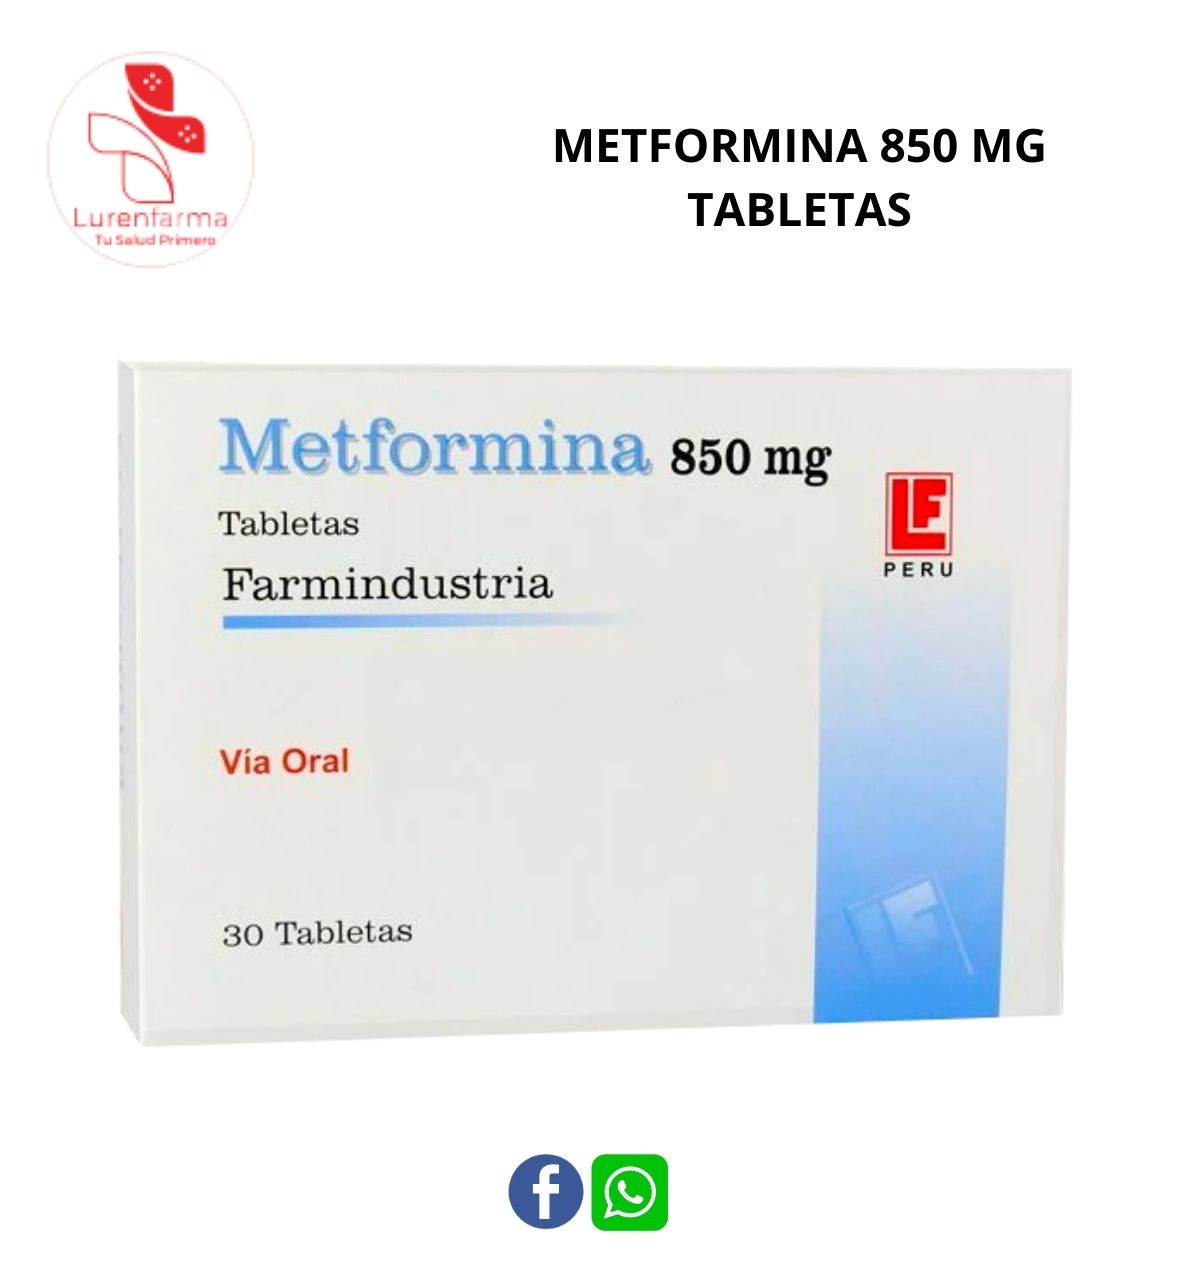 Lurenfarma
Tu Salud Primero
METFORMINA 850 MG
TABLETAS
Metformina 850 mg
Tabletas
Farmindustria
LF
PERU
Vía Oral
30 Tabletas
LF